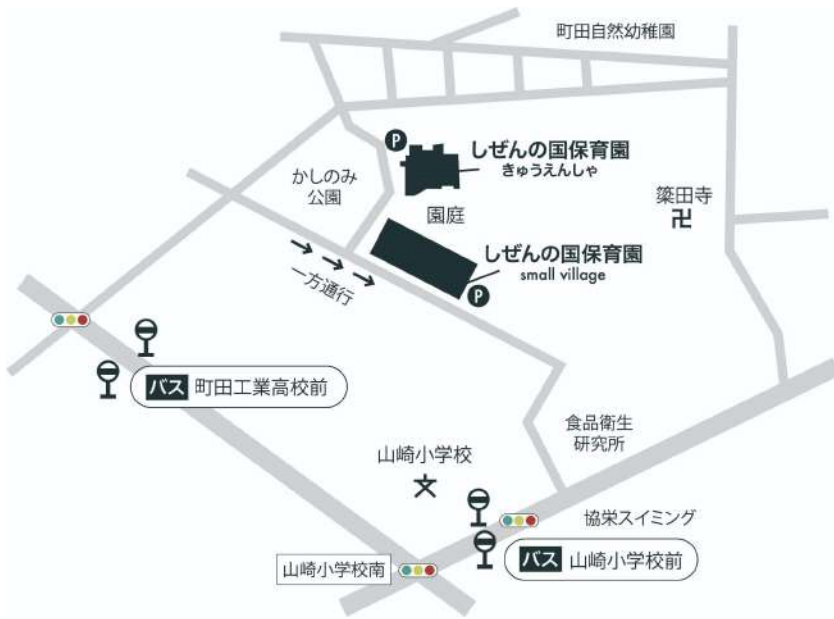 町田自然幼稚園
P
しぜんの国保育園
きゅうえんしゃ
かしのみ
公園
園庭
簗田寺
卍
しぜんの国保育園
small village
P
一方通行
バス 町田工業高校前
食品衛生
研究所
山崎小学校
文
協栄スイミング
バス 山崎小学校前
山崎小学校南